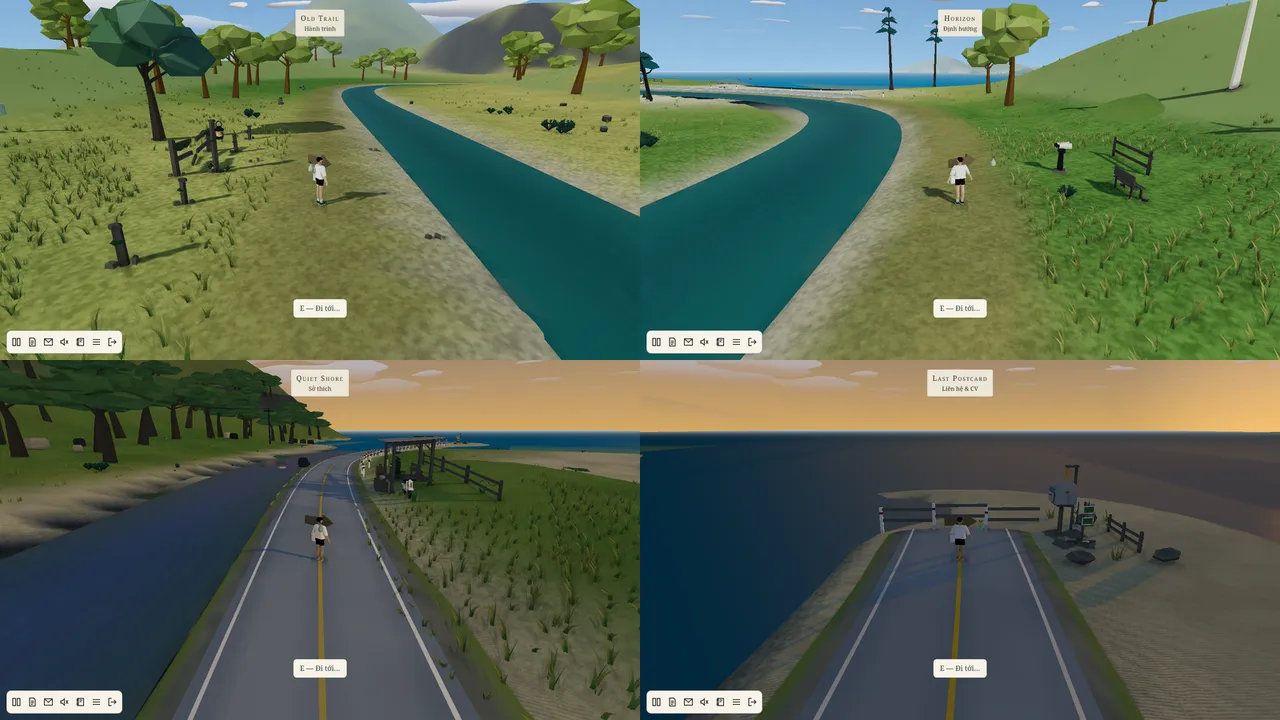 OLD TRAIL
Hành trình
E — Đi tới...
HORIZON
Định hướng
E — Đi tới...
QUIET SHORE
Sở thích
E — Đi tới...
LAST POSTCARD
Liên hệ & CV
E — Đi tới...